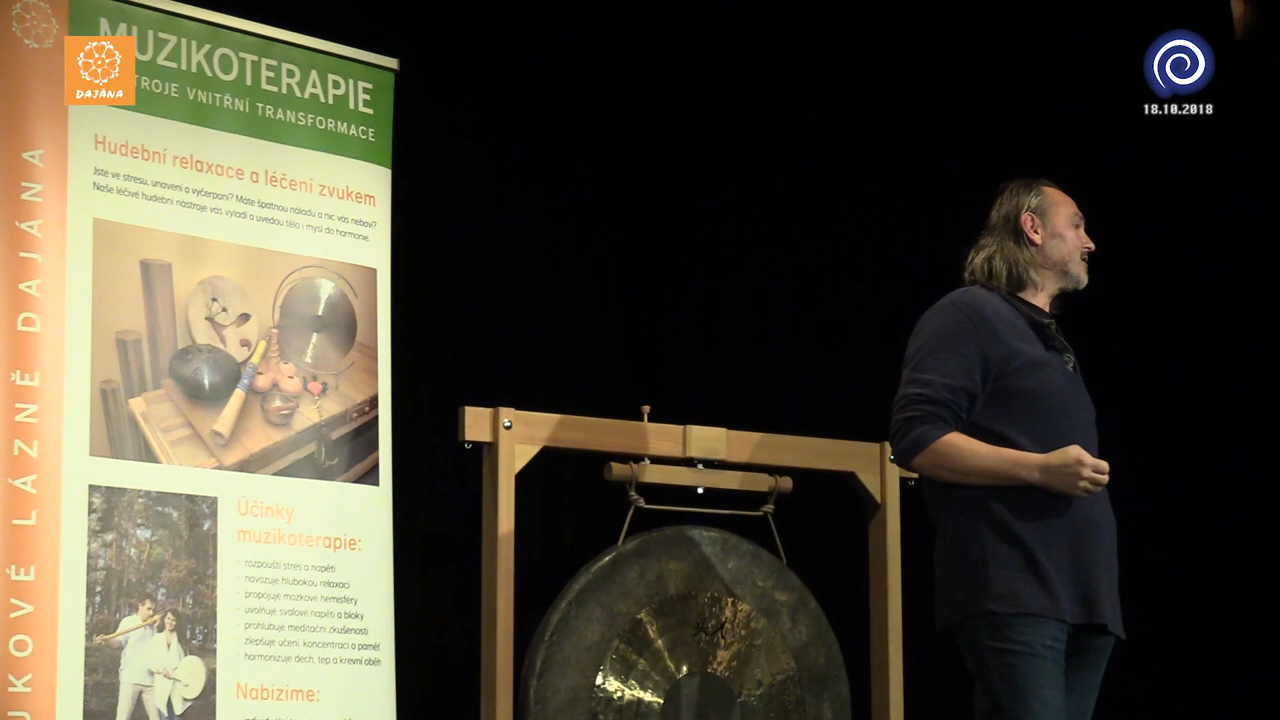 MUZIKOTERAPIE
TROJE VNITŘNÍ TRANSFORMACE
DAJÁNA
18.10.2018
UKOVÉ LÁZNĚ DAJÁNA
Hudební relaxace a léčení zvukem
Jste ve stresu, unaveni a vyčerpaní? Máte špatnou náladu a nic vás nebaví?
Naše léčivé hudební nástroje vás vyladí a uvedou tělo i mysl do harmonie.
Účinky
muzikoterapie:
- rozpouští stres a napětí
- navozuje hlubokou relaxaci
- propojuje mozkové hemisféry
- uvolňuje svalové napětí a bloky
- prohlubuje meditační zkušenosti
- zlepšuje učení, koncentraci a paměť
- harmonizuje dech, tep a krevní oběh
Nabízíme: